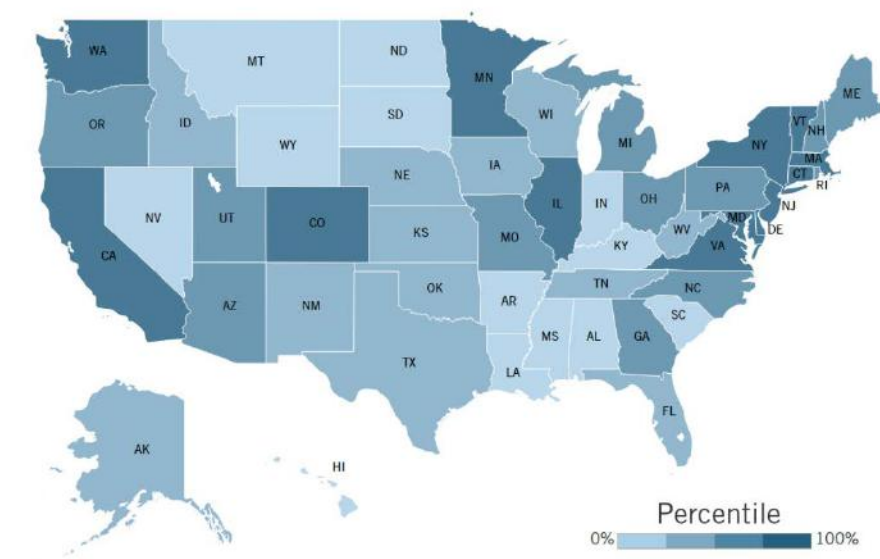 WA
MT
ND
MN
ME
OR
ID
SD
WI
VT
NH
WY
MI
NY
MA
CT
RI
NE
IA
PA
NJ
NV
UT
CO
IL
IN
OH
MD
DE
CA
KS
MO
WV
VA
KY
AZ
NM
OK
AR
TN
NC
SC
TX
LA
MS
AL
GA
FL
AK
HI
Percentile
0%
100%